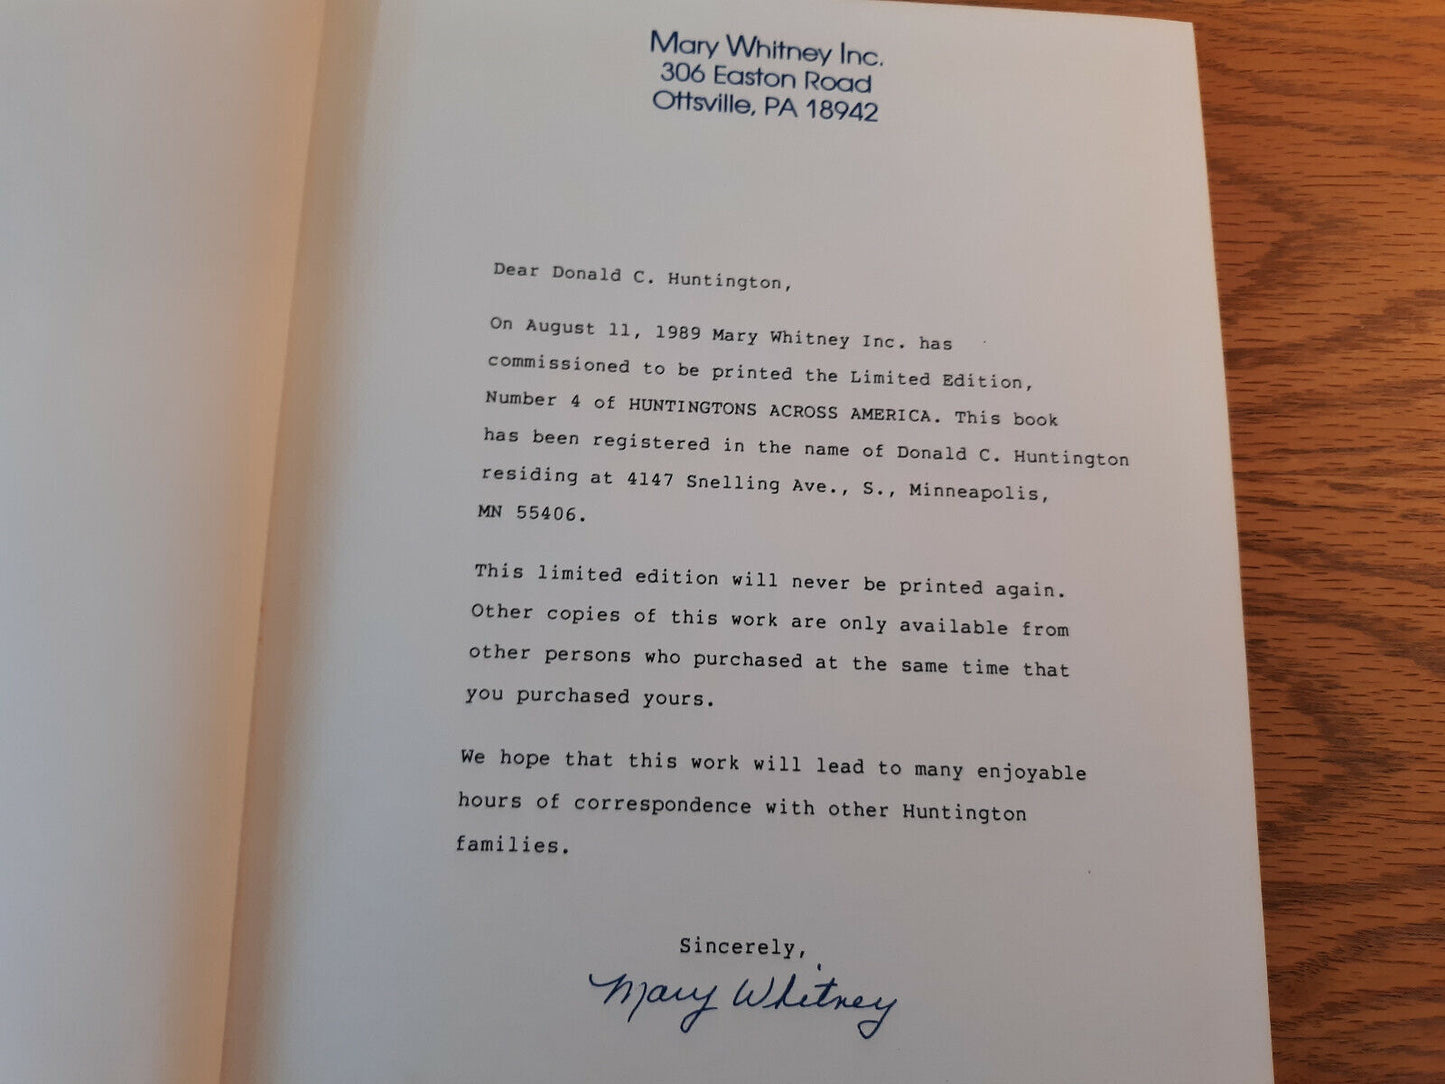 Mary Whitney Inc.
306 Easton Road
Ottsville, PA 18942
Dear Donald C. Huntington,
On August 11, 1989 Mary Whitney Inc. has
commissioned to be printed the Limited Edition,
Number 4 of HUNTINGTONS ACROSS AMERICA. This book
has been registered in the name of Donald C. Huntington
residing at 4147 Snelling Ave., S., Minneapolis,
MN 55406.
This limited edition will never be printed again.
Other copies of this work are only available from
other persons who purchased at the same time that
you purchased yours.
We hope that this work will lead to many enjoyable
hours of correspondence with other Huntington
families.
Sincerely,
Mary Whitney